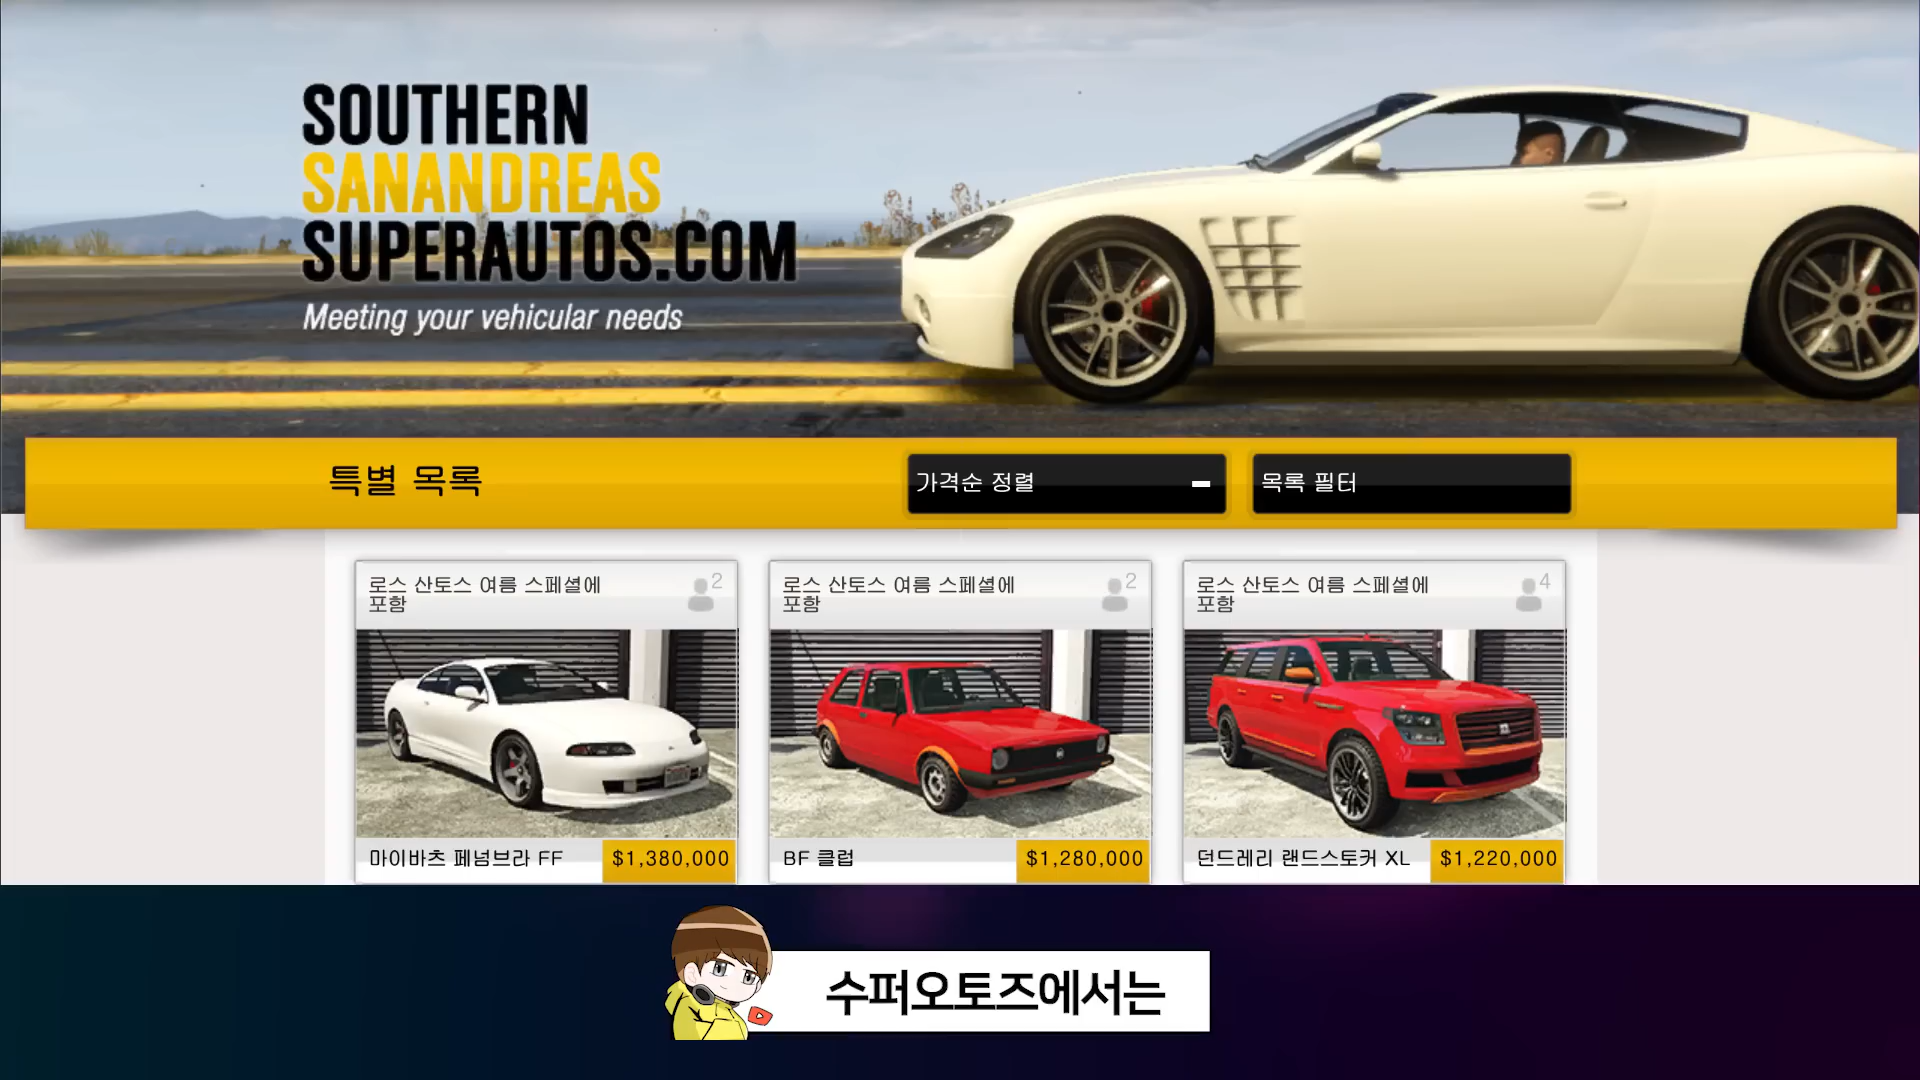 SOUTHERN
SANANDREAS
SUPERAUTOS.COM
Meeting your vehicular needs
특별 목록
가격순 정렬
목록 필터
로스 산토스 여름 스페셜에
포함
2
로스 산토스 여름 스페셜에
포함
2
로스 산토스 여름 스페셜에
포함
4
마이바츠 페넘브라 FF
$1,380,000
BF 클럽
$1,280,000
던드레리 랜드스토커 XL
$1,220,000
수퍼오토즈에서는